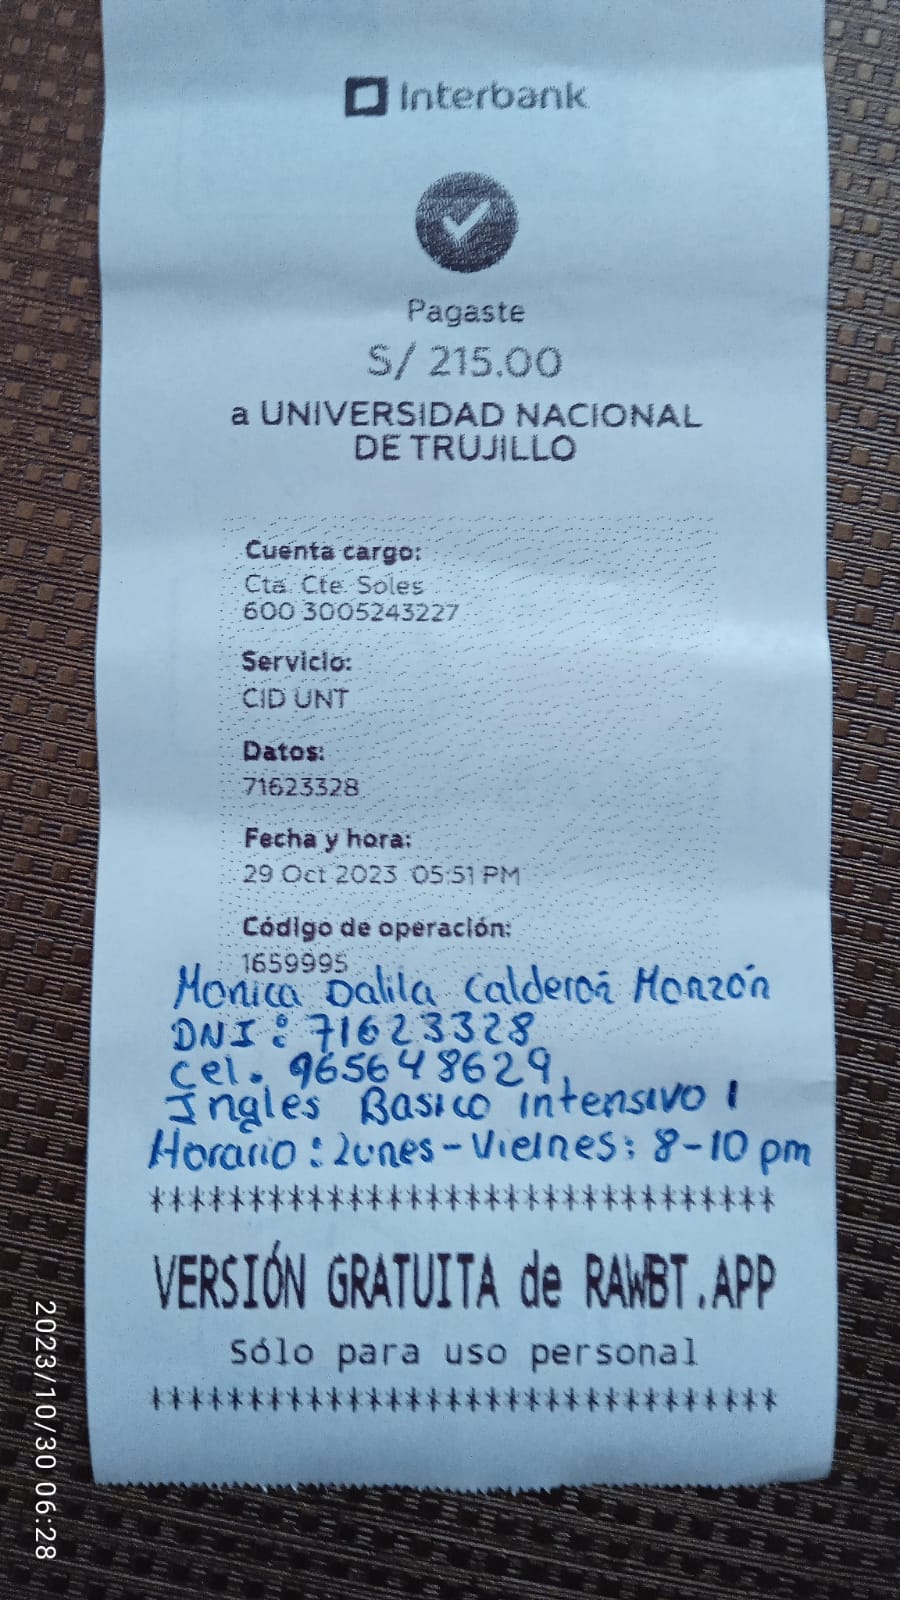 Interbank
Pagaste
S/ 215.00
a UNIVERSIDAD NACIONAL
DE TRUJILLO
Cuenta cargo:
Cta. Cte. Soles
600 3005243227
Servicio:
CID UNT
Datos:
71623328
Fecha y hora:
29 Oct 2023 05:51 PM
Código de operación:
1659995
Monica Dalila Calderón Monzón
DNI: 71623328
Cel. 965648629
Ingles Basico intensivo 1
Horario: Lunes-Viernes: 8-10 pm
********************************
VERSIÓN GRATUITA de RAWBT.APP
Sólo para uso personal
********************************
2023/10/30 06:28